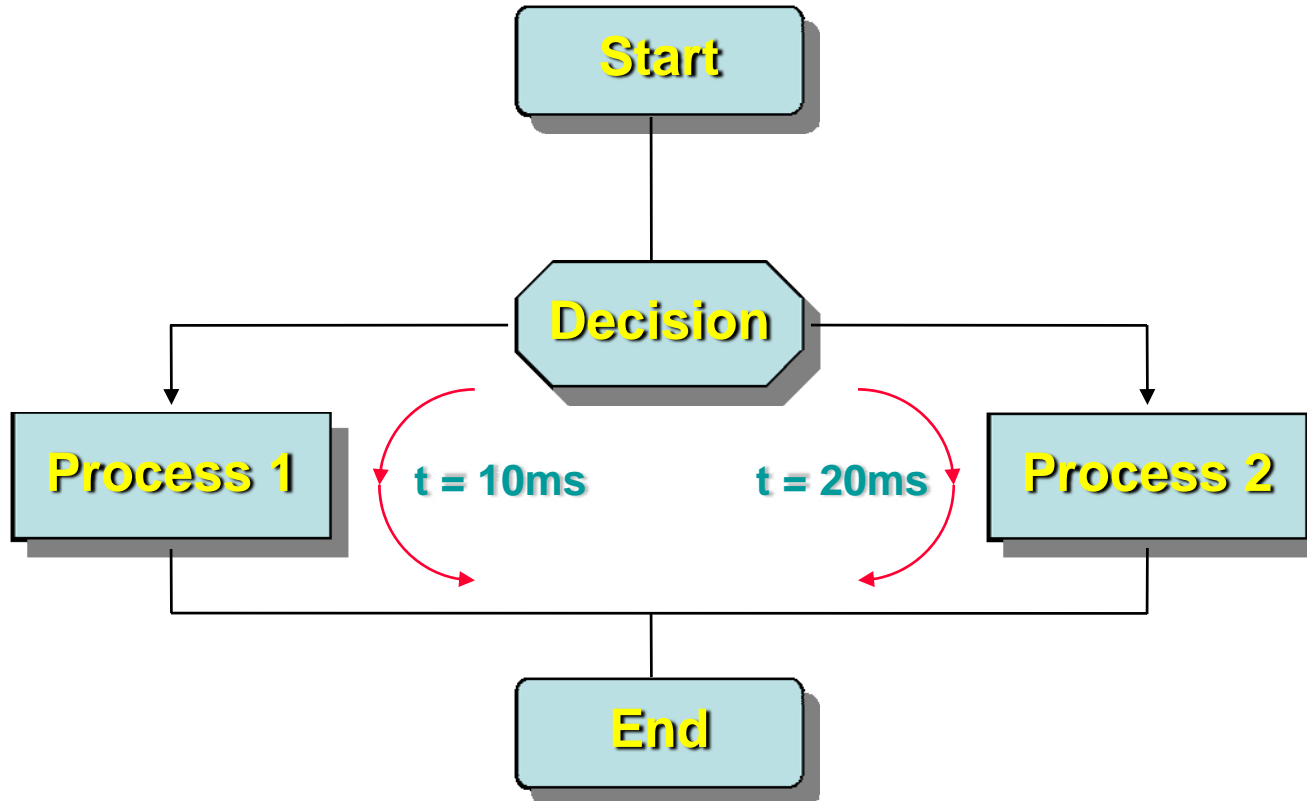 Start
Decision
Process 1
t = 10ms
t = 20ms
Process 2
End